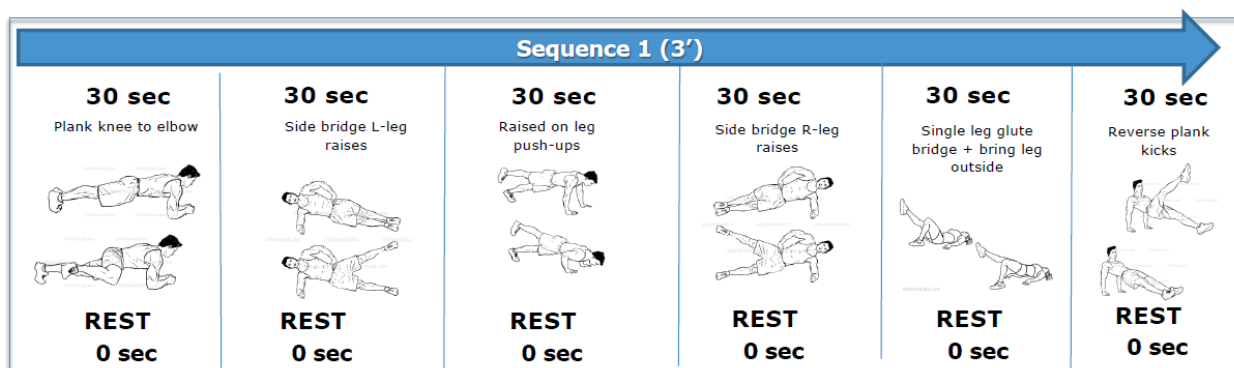 Sequence 1 (3’)
30 sec
Plank knee to elbow
REST
0 sec
30 sec
Side bridge L-leg
raises
REST
0 sec
30 sec
Raised on leg
push-ups
REST
0 sec
30 sec
Side bridge R-leg
raises
REST
0 sec
30 sec
Single leg glute
bridge + bring leg
outside
REST
0 sec
30 sec
Reverse plank
kicks
REST
0 sec